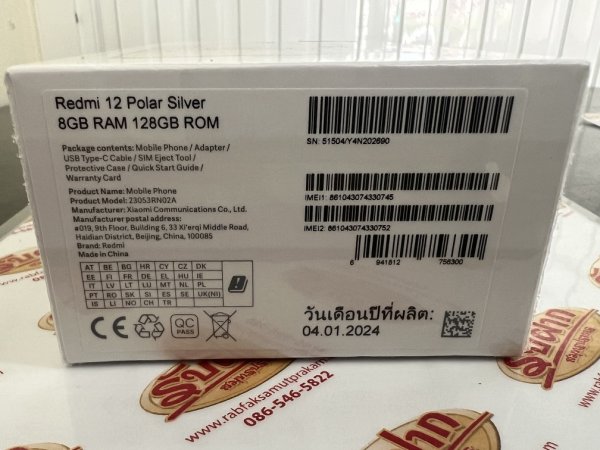 Redmi 12 Polar Silver
8GB RAM 128GB ROM
Package contents: Mobile Phone / Adapter /
USB Type-C Cable / SIM Eject Tool /
Protective Case / Quick Start Guide /
Warranty Card
Product Name: Mobile Phone
Product Model: 23053RN02A
Manufacturer: Xiaomi Communications Co., Ltd.
Manufacturer postal address:
#019, 9th Floor, Building 6, 33 Xi'erqi Middle Road,
Haidian District, Beijing, China, 100085
Brand: Redmi
Made in China
AT BE BG HR CY CZ DK
EE FI FR DE EL HU IE
IT LV LT LU MT NL PL
PT RO SK SI ES SE UK(NI)
IS LI NO CH TR
CE
QC
PASS
SN: 51504/Y4N202690
IMEI1: 861043074330745
IMEI2: 861043074330752
6 941812 756300
วันเดือนปีที่ผลิต:
04.01.2024
รับฝาก
www.rabfaksamutprakarn.com
086-546-5822